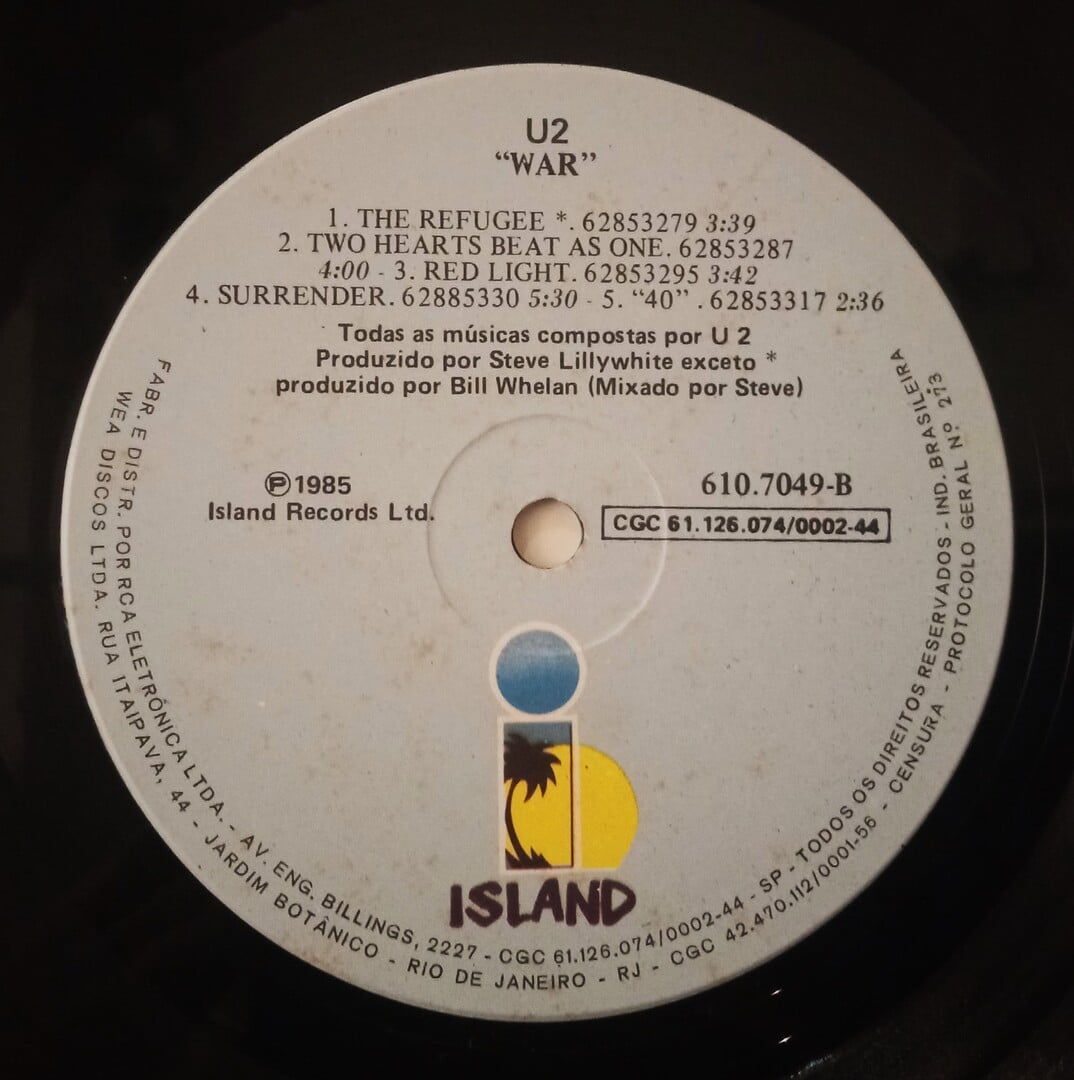 U2
“WAR”
1. THE REFUGEE *. 62853279 3:39
2. TWO HEARTS BEAT AS ONE. 62853287
4:00 - 3. RED LIGHT. 62853295 3:42
4. SURRENDER. 62885330 5:30 - 5. “40” . 62853317 2:36
Todas as músicas compostas por U 2
Produzido por Steve Lillywhite exceto *
produzido por Bill Whelan (Mixado por Steve)
℗1985
Island Records Ltd.
610.7049-B
CGC 61.126.074/0002-44
ISLAND
FABR. E DISTR. POR RCA ELETRÓNICA LTDA. - AV. ENG. BILLINGS, 2227 - CGC 61.126.074/0002-44 - SP - TODOS OS DIREITOS RESERVADOS - IND. BRASILEIRA
WEA DISCOS LTDA. RUA ITAIPAVA, 44 - JARDIM BOTÂNICO - RIO DE JANEIRO - RJ - CGC 42.470.112/0001-56 - CENSURA - PROTOCOLO GERAL Nº 273